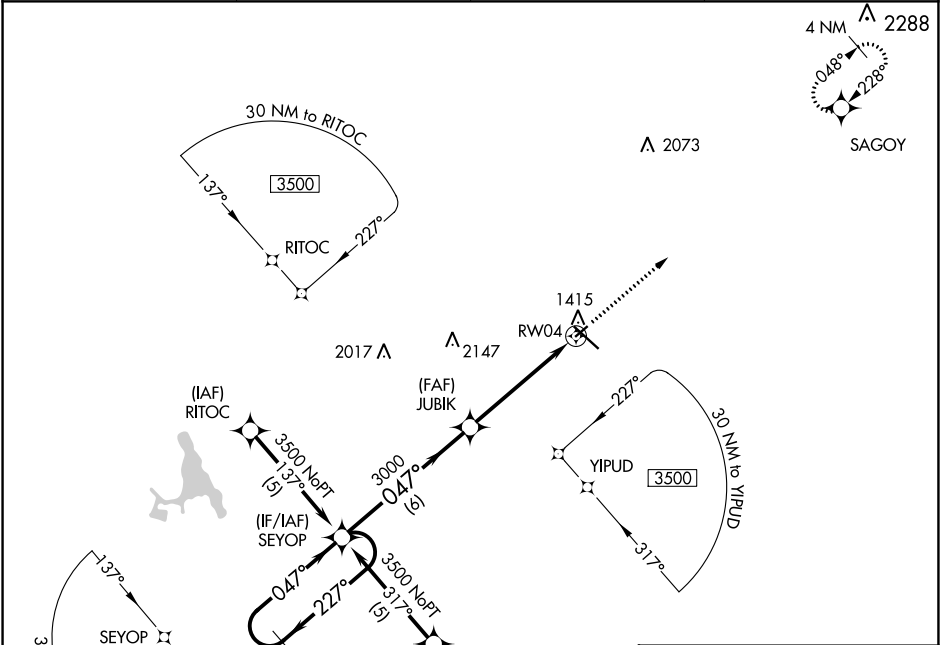 4 NM
2288
048°
228°
SAGOY
30 NM to RITOC
3500
137°
227°
RITOC
2073
1415
RW04
2017
2147
(FAF)
JUBIK
(IAF)
RITOC
3500 NoPT
137°
(5)
3000
047°
(6)
227°
30 NM to YIPUD
YIPUD
3500
317°
(IF/IAF)
SEYOP
047°
227°
3500 NoPT
317°
(5)
137°
SEYOP
3